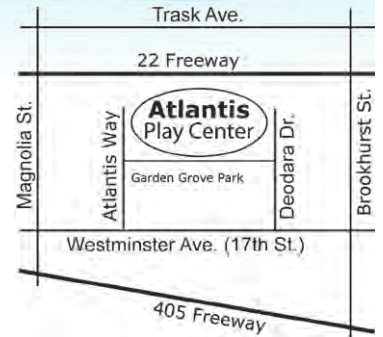 Trask Ave.
22 Freeway
Magnolia St.
Atlantis Way
Atlantis
Play Center
Garden Grove Park
Deodara Dr.
Brookhurst St.
Westminster Ave. (17th St.)
405 Freeway